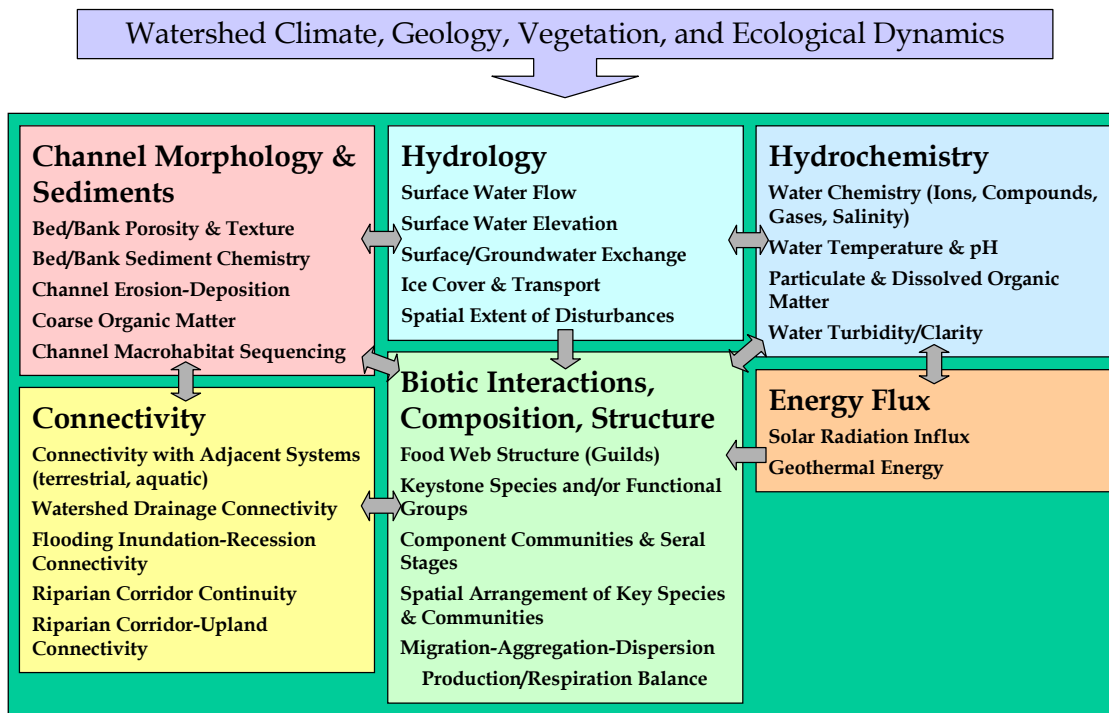 Watershed Climate, Geology, Vegetation, and Ecological Dynamics
Channel Morphology &
Sediments
Bed/Bank Porosity & Texture
Bed/Bank Sediment Chemistry
Channel Erosion-Deposition
Coarse Organic Matter
Channel Macrohabitat Sequencing
Hydrology
Surface Water Flow
Surface Water Elevation
Surface/Groundwater Exchange
Ice Cover & Transport
Spatial Extent of Disturbances
Hydrochemistry
Water Chemistry (Ions, Compounds,
Gases, Salinity)
Water Temperature & pH
Particulate & Dissolved Organic
Matter
Water Turbidity/Clarity
Connectivity
Connectivity with Adjacent Systems
(terrestrial, aquatic)
Watershed Drainage Connectivity
Flooding Inundation-Recession
Connectivity
Riparian Corridor Continuity
Riparian Corridor-Upland
Connectivity
Biotic Interactions,
Composition, Structure
Food Web Structure (Guilds)
Keystone Species and/or Functional
Groups
Component Communities & Seral
Stages
Spatial Arrangement of Key Species
& Communities
Migration-Aggregation-Dispersion
Production/Respiration Balance
Energy Flux
Solar Radiation Influx
Geothermal Energy